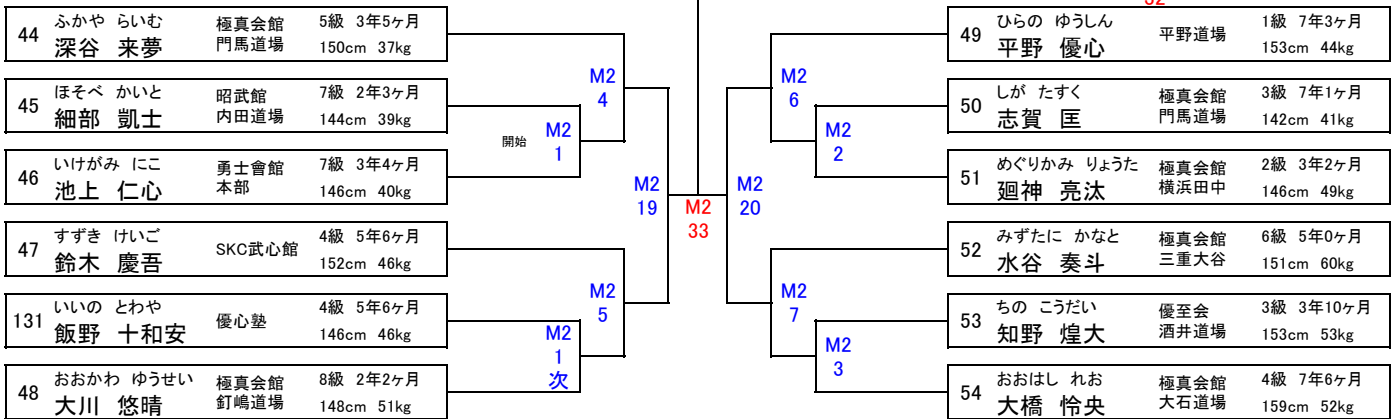 32
44
ふかや らいむ
深谷 来夢
極真会館
門馬道場
5級 3年5ヶ月
150cm 37kg
45
ほそべ かいと
細部 凱士
昭武館
内田道場
7級 2年3ヶ月
144cm 39kg
46
いけがみ にこ
池上 仁心
勇士會館
本部
7級 3年4ヶ月
146cm 40kg
47
すずき けいご
鈴木 慶吾
SKC武心館
4級 5年6ヶ月
152cm 46kg
131
いいの とわや
飯野 十和安
優心塾
4級 5年6ヶ月
146cm 46kg
48
おおかわ ゆうせい
大川 悠晴
極真会館
釘嶋道場
8級 2年2ヶ月
148cm 51kg
M2
4
開始
M2
1
M2
19
M2
5
M2
1
次
M2
33
M2
20
M2
6
M2
2
M2
7
M2
3
49
ひらの ゆうしん
平野 優心
平野道場
1級 7年3ヶ月
153cm 44kg
50
しが たすく
志賀 匡
極真会館
門馬道場
3級 7年1ヶ月
142cm 41kg
51
めぐりかみ りょうた
廻神 亮汰
極真会館
横浜田中
2級 3年2ヶ月
146cm 49kg
52
みずたに かなと
水谷 奏斗
極真会館
三重大谷
6級 5年0ヶ月
151cm 60kg
53
ちの こうだい
知野 煌大
優至会
酒井道場
3級 3年10ヶ月
153cm 53kg
54
おおはし れお
大橋 怜央
極真会館
大石道場
4級 7年6ヶ月
159cm 52kg